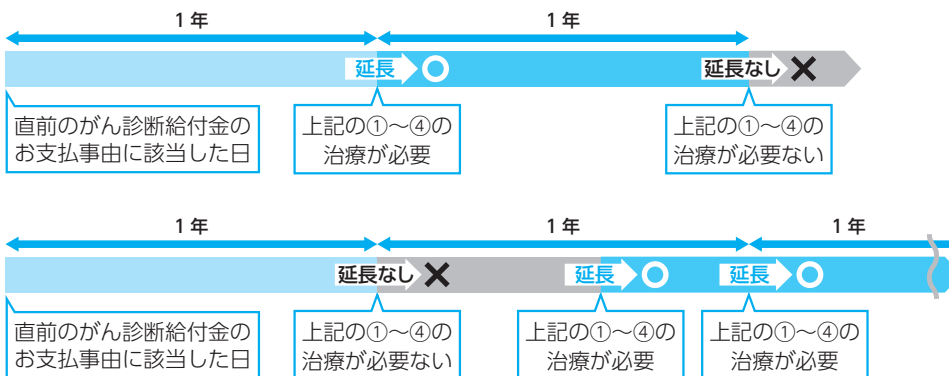 1年 1年
延長 延長なし
直前のがん診断給付金の
お支払事由に該当した日
上記の①~④の
治療が必要
上記の①~④の
治療が必要ない
1年 1年 1年
延長なし 延長 延長
直前のがん診断給付金の
お支払事由に該当した日
上記の①~④の
治療が必要ない
上記の①~④の
治療が必要
上記の①~④の
治療が必要